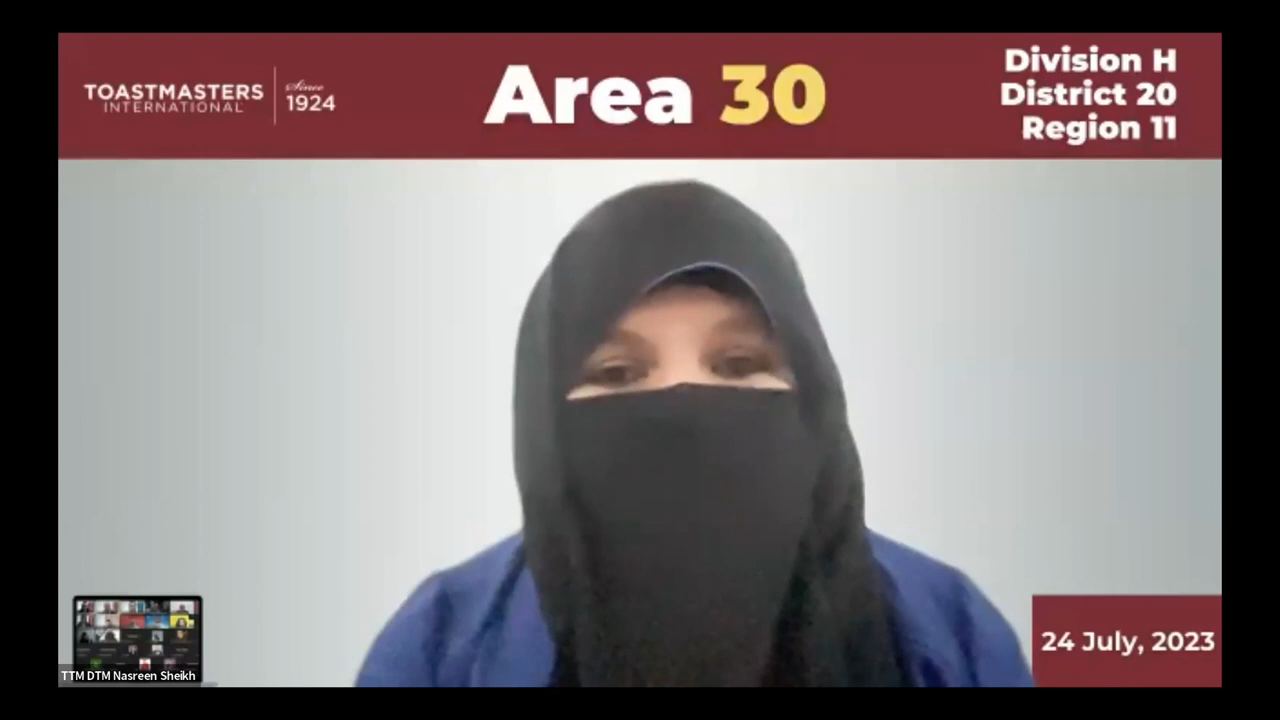 TOASTMASTERS
INTERNATIONAL
Since
1924
Area 30
Division H
District 20
Region 11
24 July, 2023
TTM DTM Nasreen Sheikh